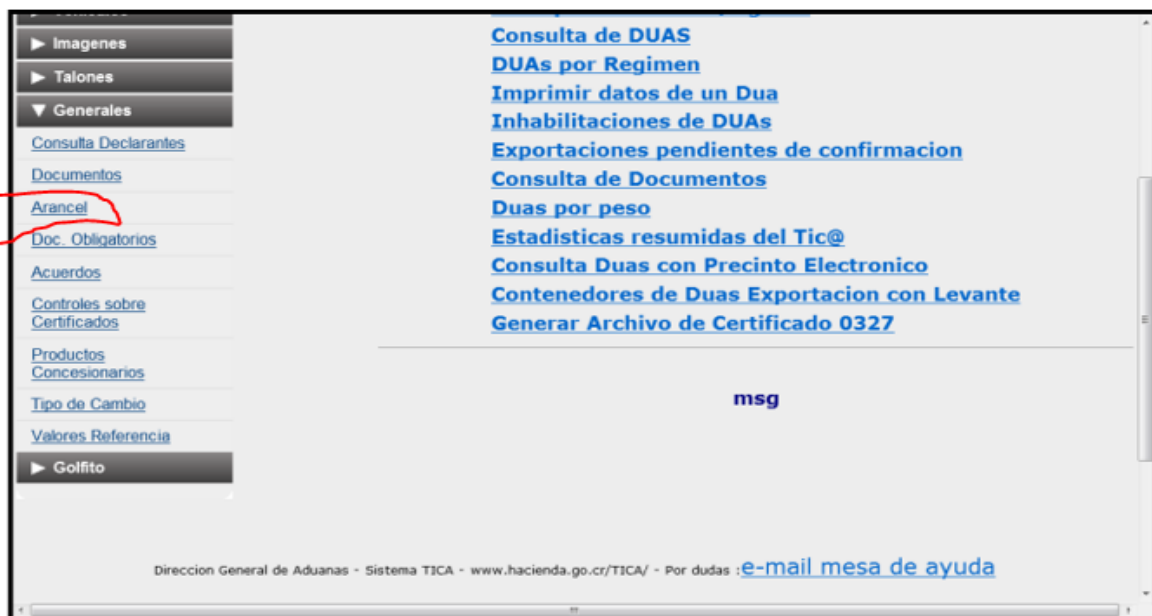 Imagenes
Talones
Generales
Consulta Declarantes
Documentos
Arancel
Doc. Obligatorios
Acuerdos
Controles sobre
Certificados
Productos
Concesionarios
Tipo de Cambio
Valores Referencia
Golfito
Consulta de DUAS
DUAs por Regimen
Imprimir datos de un Dua
Inhabilitaciones de DUAs
Exportaciones pendientes de confirmacion
Consulta de Documentos
Duas por peso
Estadisticas resumidas del Tic@
Consulta Duas con Precinto Electronico
Contenedores de Duas Exportacion con Levante
Generar Archivo de Certificado 0327
msg
Direccion General de Aduanas - Sistema TICA - www.hacienda.go.cr/TICA/ - Por dudas :e-mail mesa de ayuda